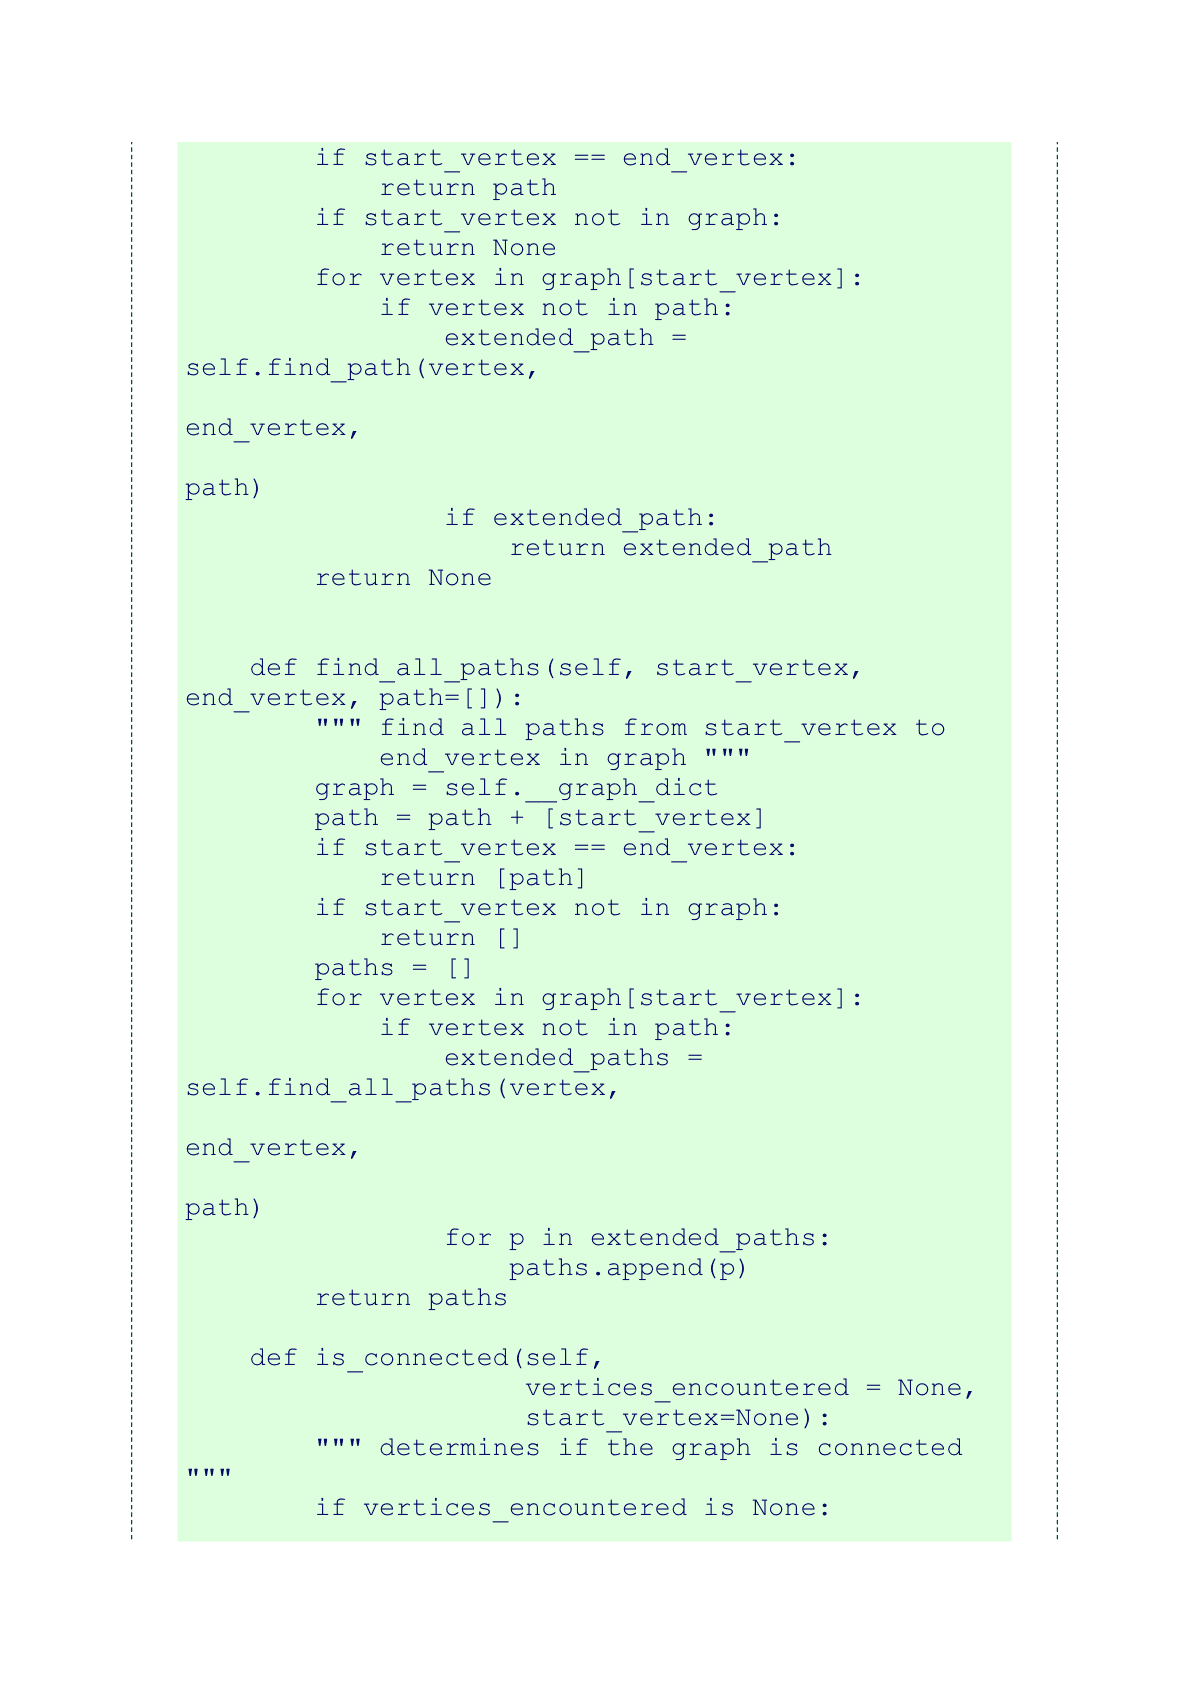 if start_vertex == end_vertex:
            return path
        if start_vertex not in graph:
            return None
        for vertex in graph[start_vertex]:
            if vertex not in path:
                extended_path =
self.find_path(vertex,

end_vertex,

path)
                if extended_path:
                    return extended_path
        return None


    def find_all_paths(self, start_vertex,
end_vertex, path=[]):
        """ find all paths from start_vertex to
            end_vertex in graph """
        graph = self.__graph_dict
        path = path + [start_vertex]
        if start_vertex == end_vertex:
            return [path]
        if start_vertex not in graph:
            return []
        paths = []
        for vertex in graph[start_vertex]:
            if vertex not in path:
                extended_paths =
self.find_all_paths(vertex,

end_vertex,

path)
                for p in extended_paths:
                    paths.append(p)
        return paths

    def is_connected(self,
                     vertices_encountered = None,
                     start_vertex=None):
        """ determines if the graph is connected
"""
        if vertices_encountered is None: